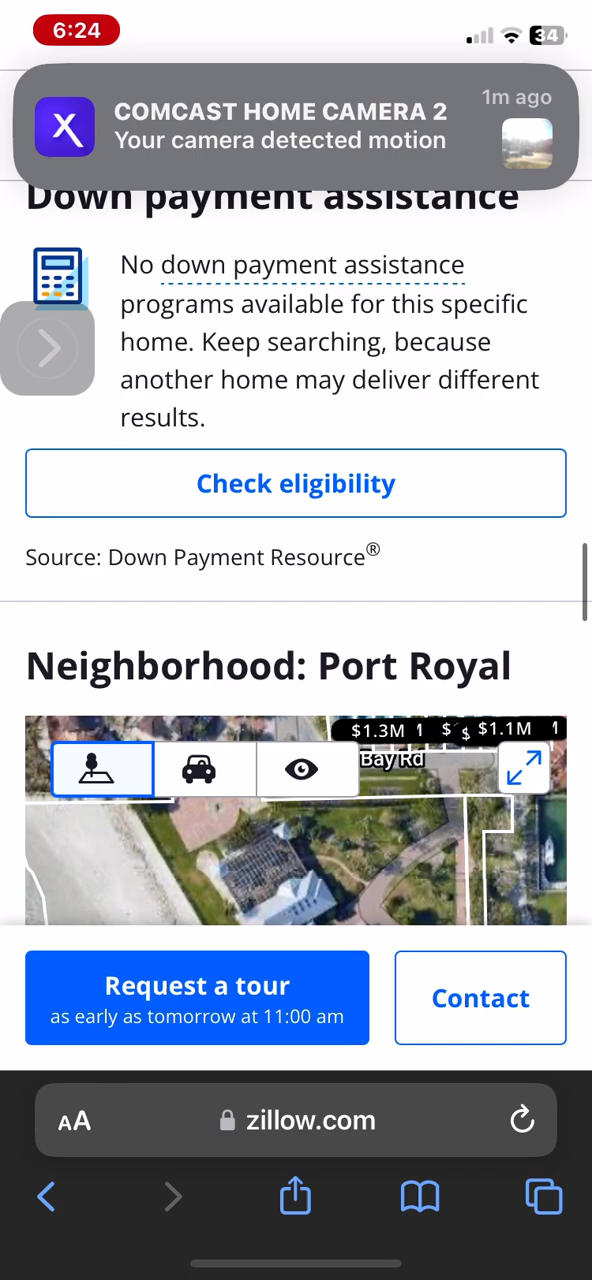 6:24
34
COMCAST HOME CAMERA 2
1m ago
Your camera detected motion
Down payment assistance
No down payment assistance
programs available for this specific
home. Keep searching, because
another home may deliver different
results.
Check eligibility
Source: Down Payment Resource®
Neighborhood: Port Royal
$1.3M 1 $ $ $1.1M 1
Bay Rd
Request a tour
as early as tomorrow at 11:00 am
Contact
AA
zillow.com